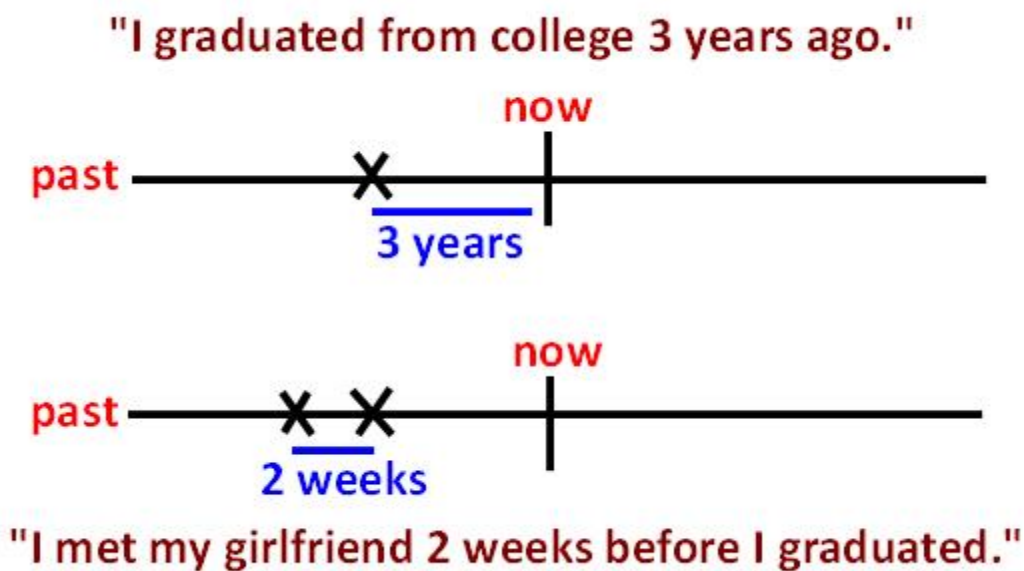 "I graduated from college 3 years ago."
now
past
3 years
now
past
2 weeks
"I met my girlfriend 2 weeks before I graduated."